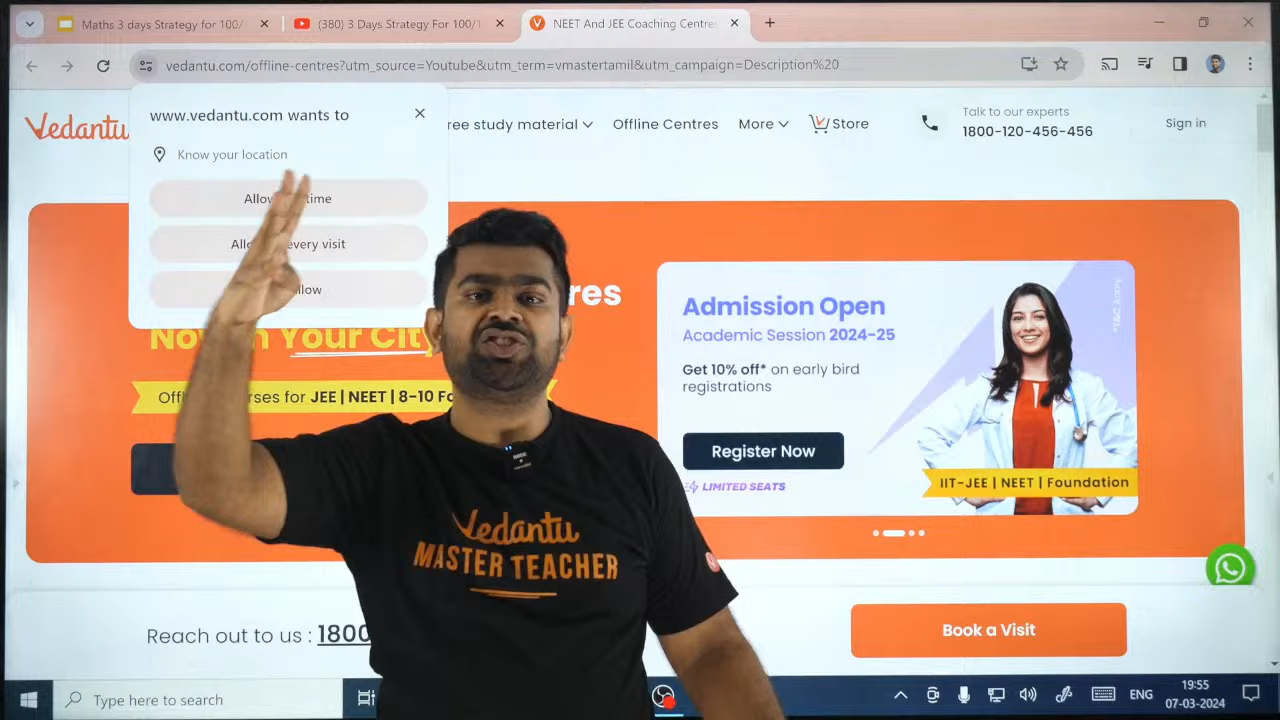 Maths 3 days Strategy for 100/
(380) 3 Days Strategy For 100/1
NEET And JEE Coaching Centres
vedantu.com/offline-centres?utm_source=Youtube&utm_term=vmastertamil&utm_campaign=Description%20
www.vedantu.com wants to
Know your location
Allow time
every visit
Vedantu
ree study material
Offline Centres
More
Store
Talk to our experts
1800-120-456-456
Sign in
res
Your City
for JEE | NEET | 8-10
Admission Open
Academic Session 2024-25
Get 10% off* on early bird
registrations
Register Now
LIMITED SEATS
IIT-JEE | NEET | Foundation
Vedantu
MASTER TEACHER
Reach out to us : 1800
Book a Visit
Type here to search
ENG
19:55
07-03-2024